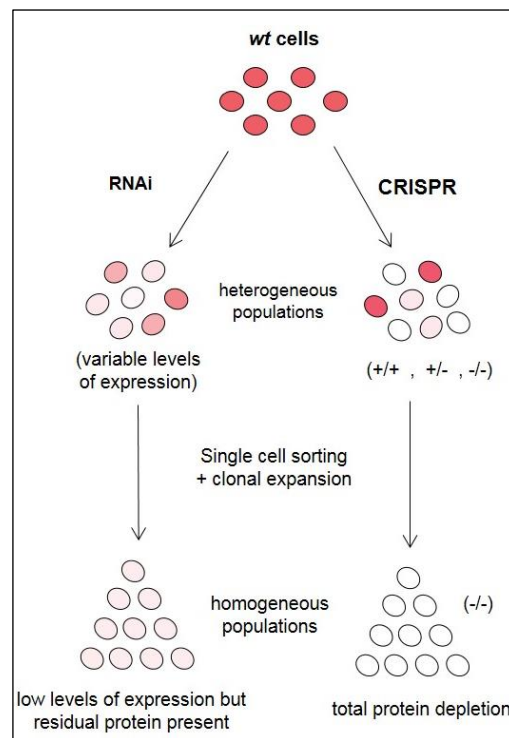 wt cells
RNAi
CRISPR
heterogeneous
populations
(variable levels
of expression)
(+/+ , +/- ,-/-)
Single cell sorting
+ clonal expansion
homogeneous
populations
(-/-)
low levels of expression but
residual protein present
total protein depletion